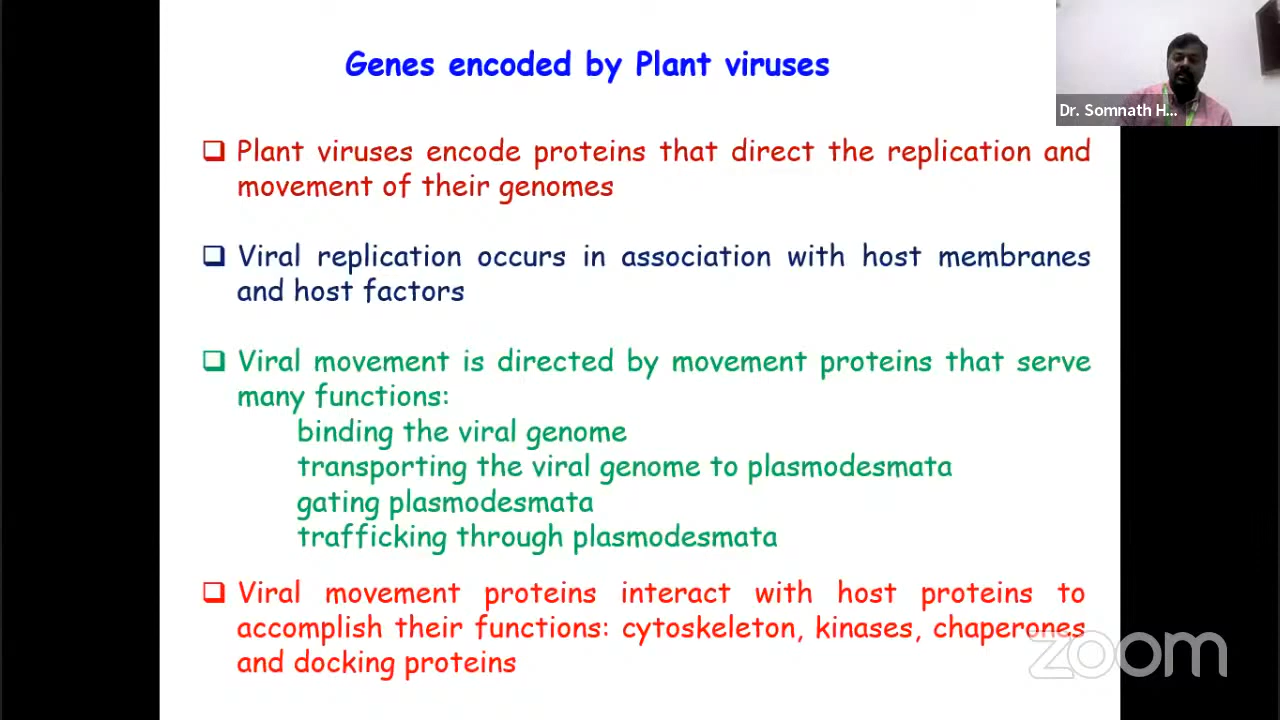 Genes encoded by Plant viruses
Dr. Somnath H...
❑ Plant viruses encode proteins that direct the replication and
movement of their genomes
❑ Viral replication occurs in association with host membranes
and host factors
❑ Viral movement is directed by movement proteins that serve
many functions:
binding the viral genome
transporting the viral genome to plasmodesmata
gating plasmodesmata
trafficking through plasmodesmata
❑ Viral movement proteins interact with host proteins to
accomplish their functions: cytoskeleton, kinases, chaperones
and docking proteins
zoom